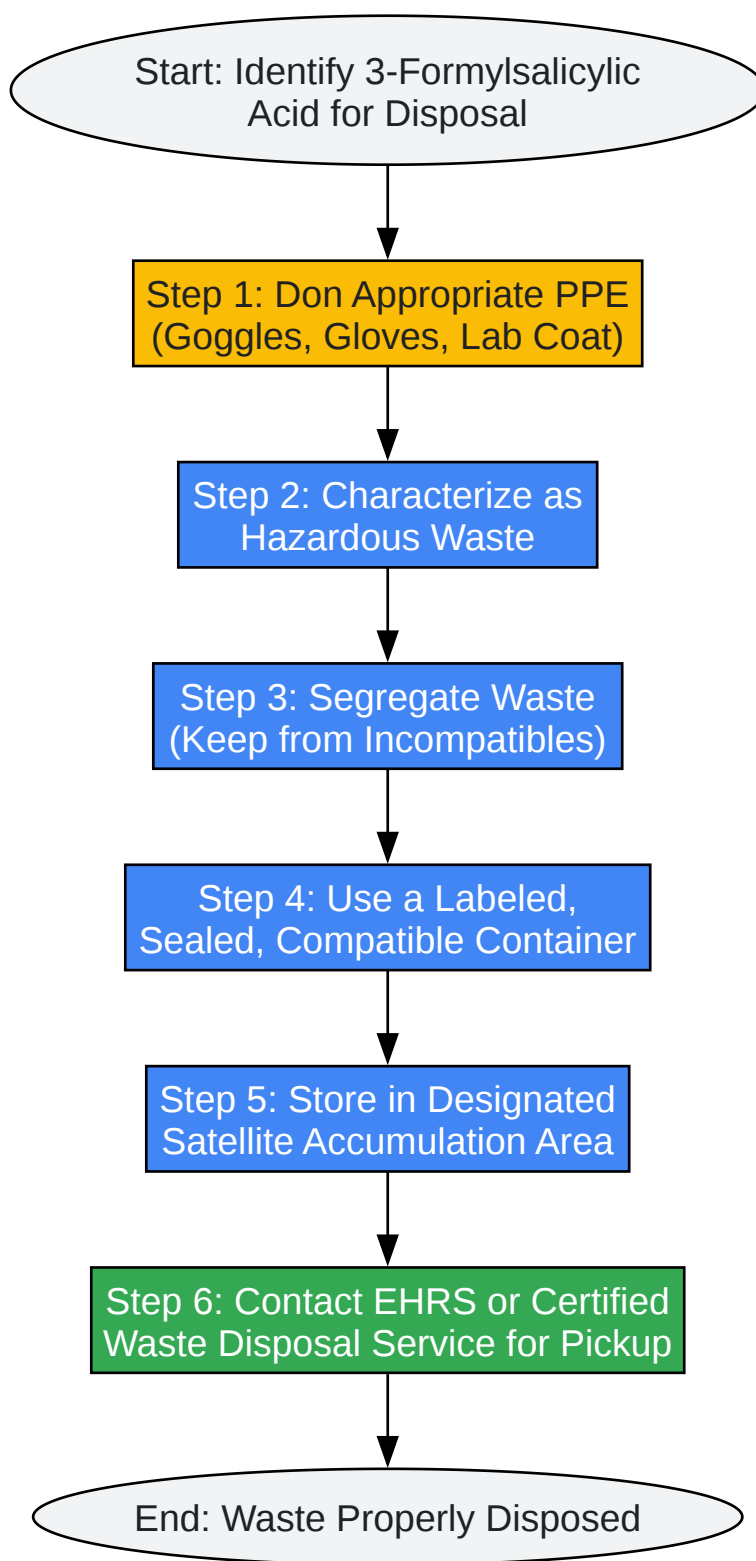 Start: Identify 3-Formylsalicylic
Acid for Disposal
Step 1: Don Appropriate PPE
(Goggles, Gloves, Lab Coat)
Step 2: Characterize as
Hazardous Waste
Step 3: Segregate Waste
(Keep from Incompatibles)
Step 4: Use a Labeled,
Sealed, Compatible Container
Step 5: Store in Designated
Satellite Accumulation Area
Step 6: Contact EHRS or Certified
Waste Disposal Service for Pickup
End: Waste Properly Disposed